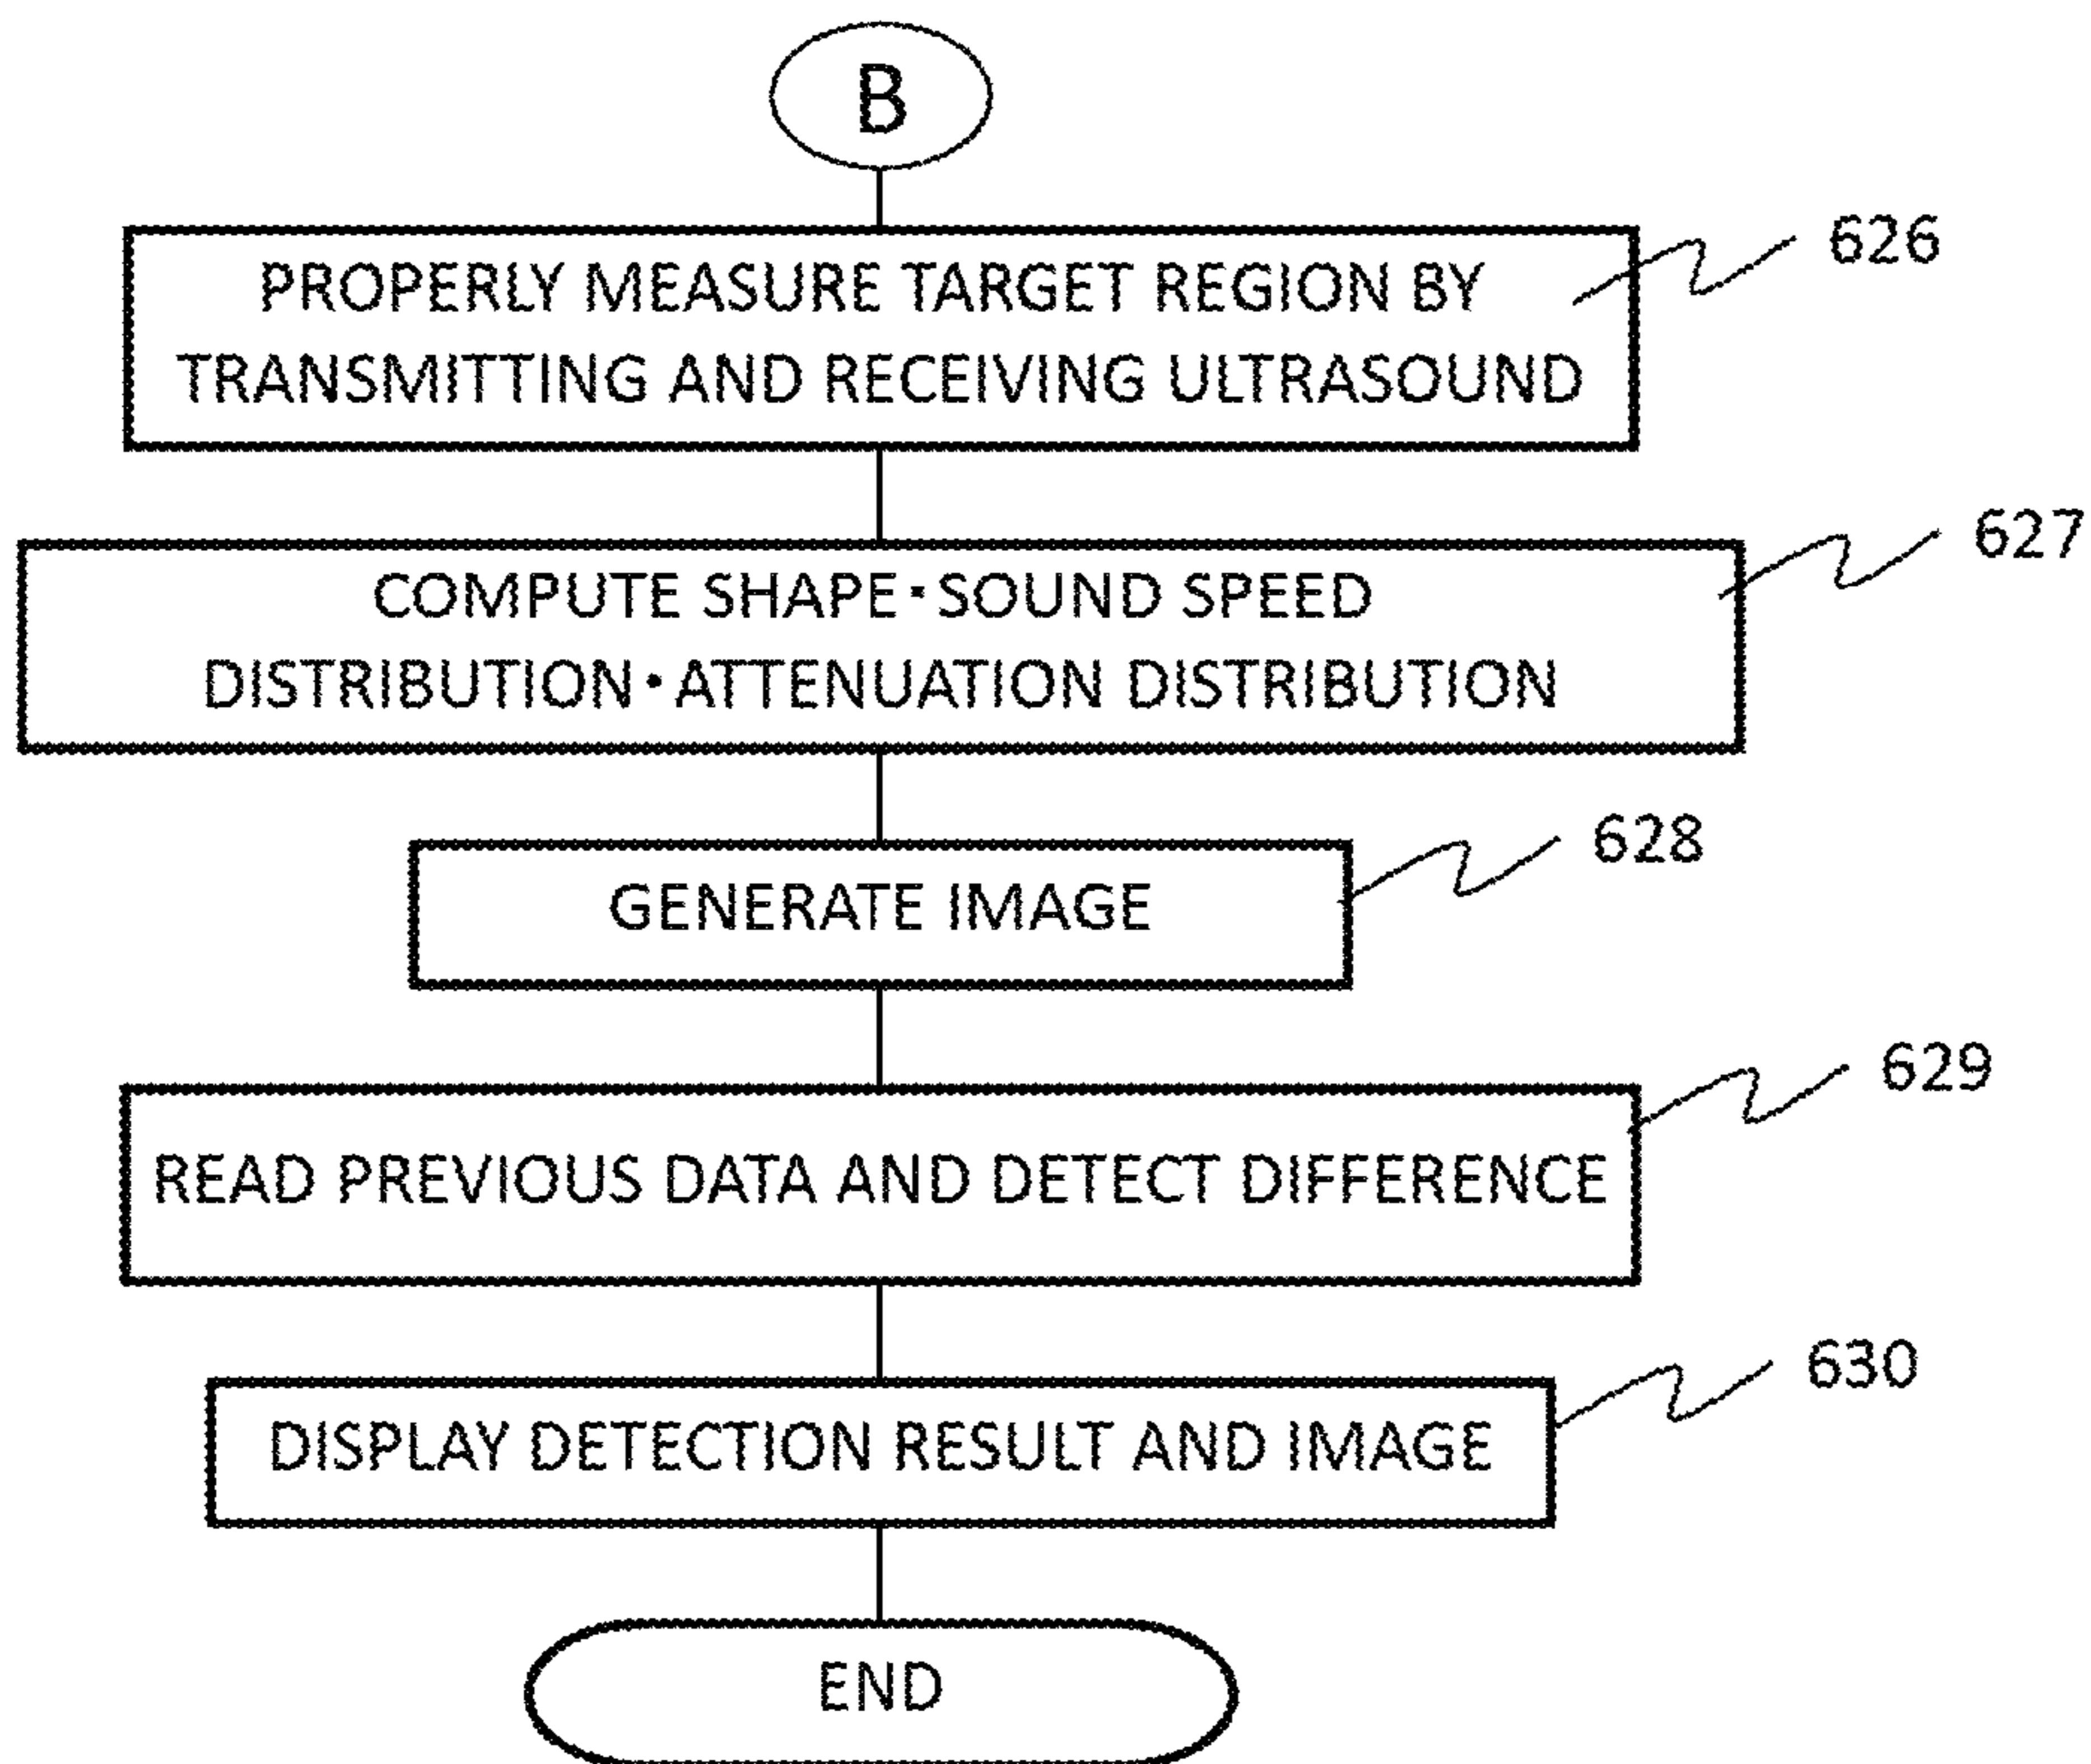 B
PROPERLY MEASURE TARGET REGION BY
TRANSMITTING AND RECEIVING ULTRASOUND
626
COMPUTE SHAPE・SOUND SPEED
DISTRIBUTION・ATTENUATION DISTRIBUTION
627
GENERATE IMAGE
628
READ PREVIOUS DATA AND DETECT DIFFERENCE
629
DISPLAY DETECTION RESULT AND IMAGE
630
END